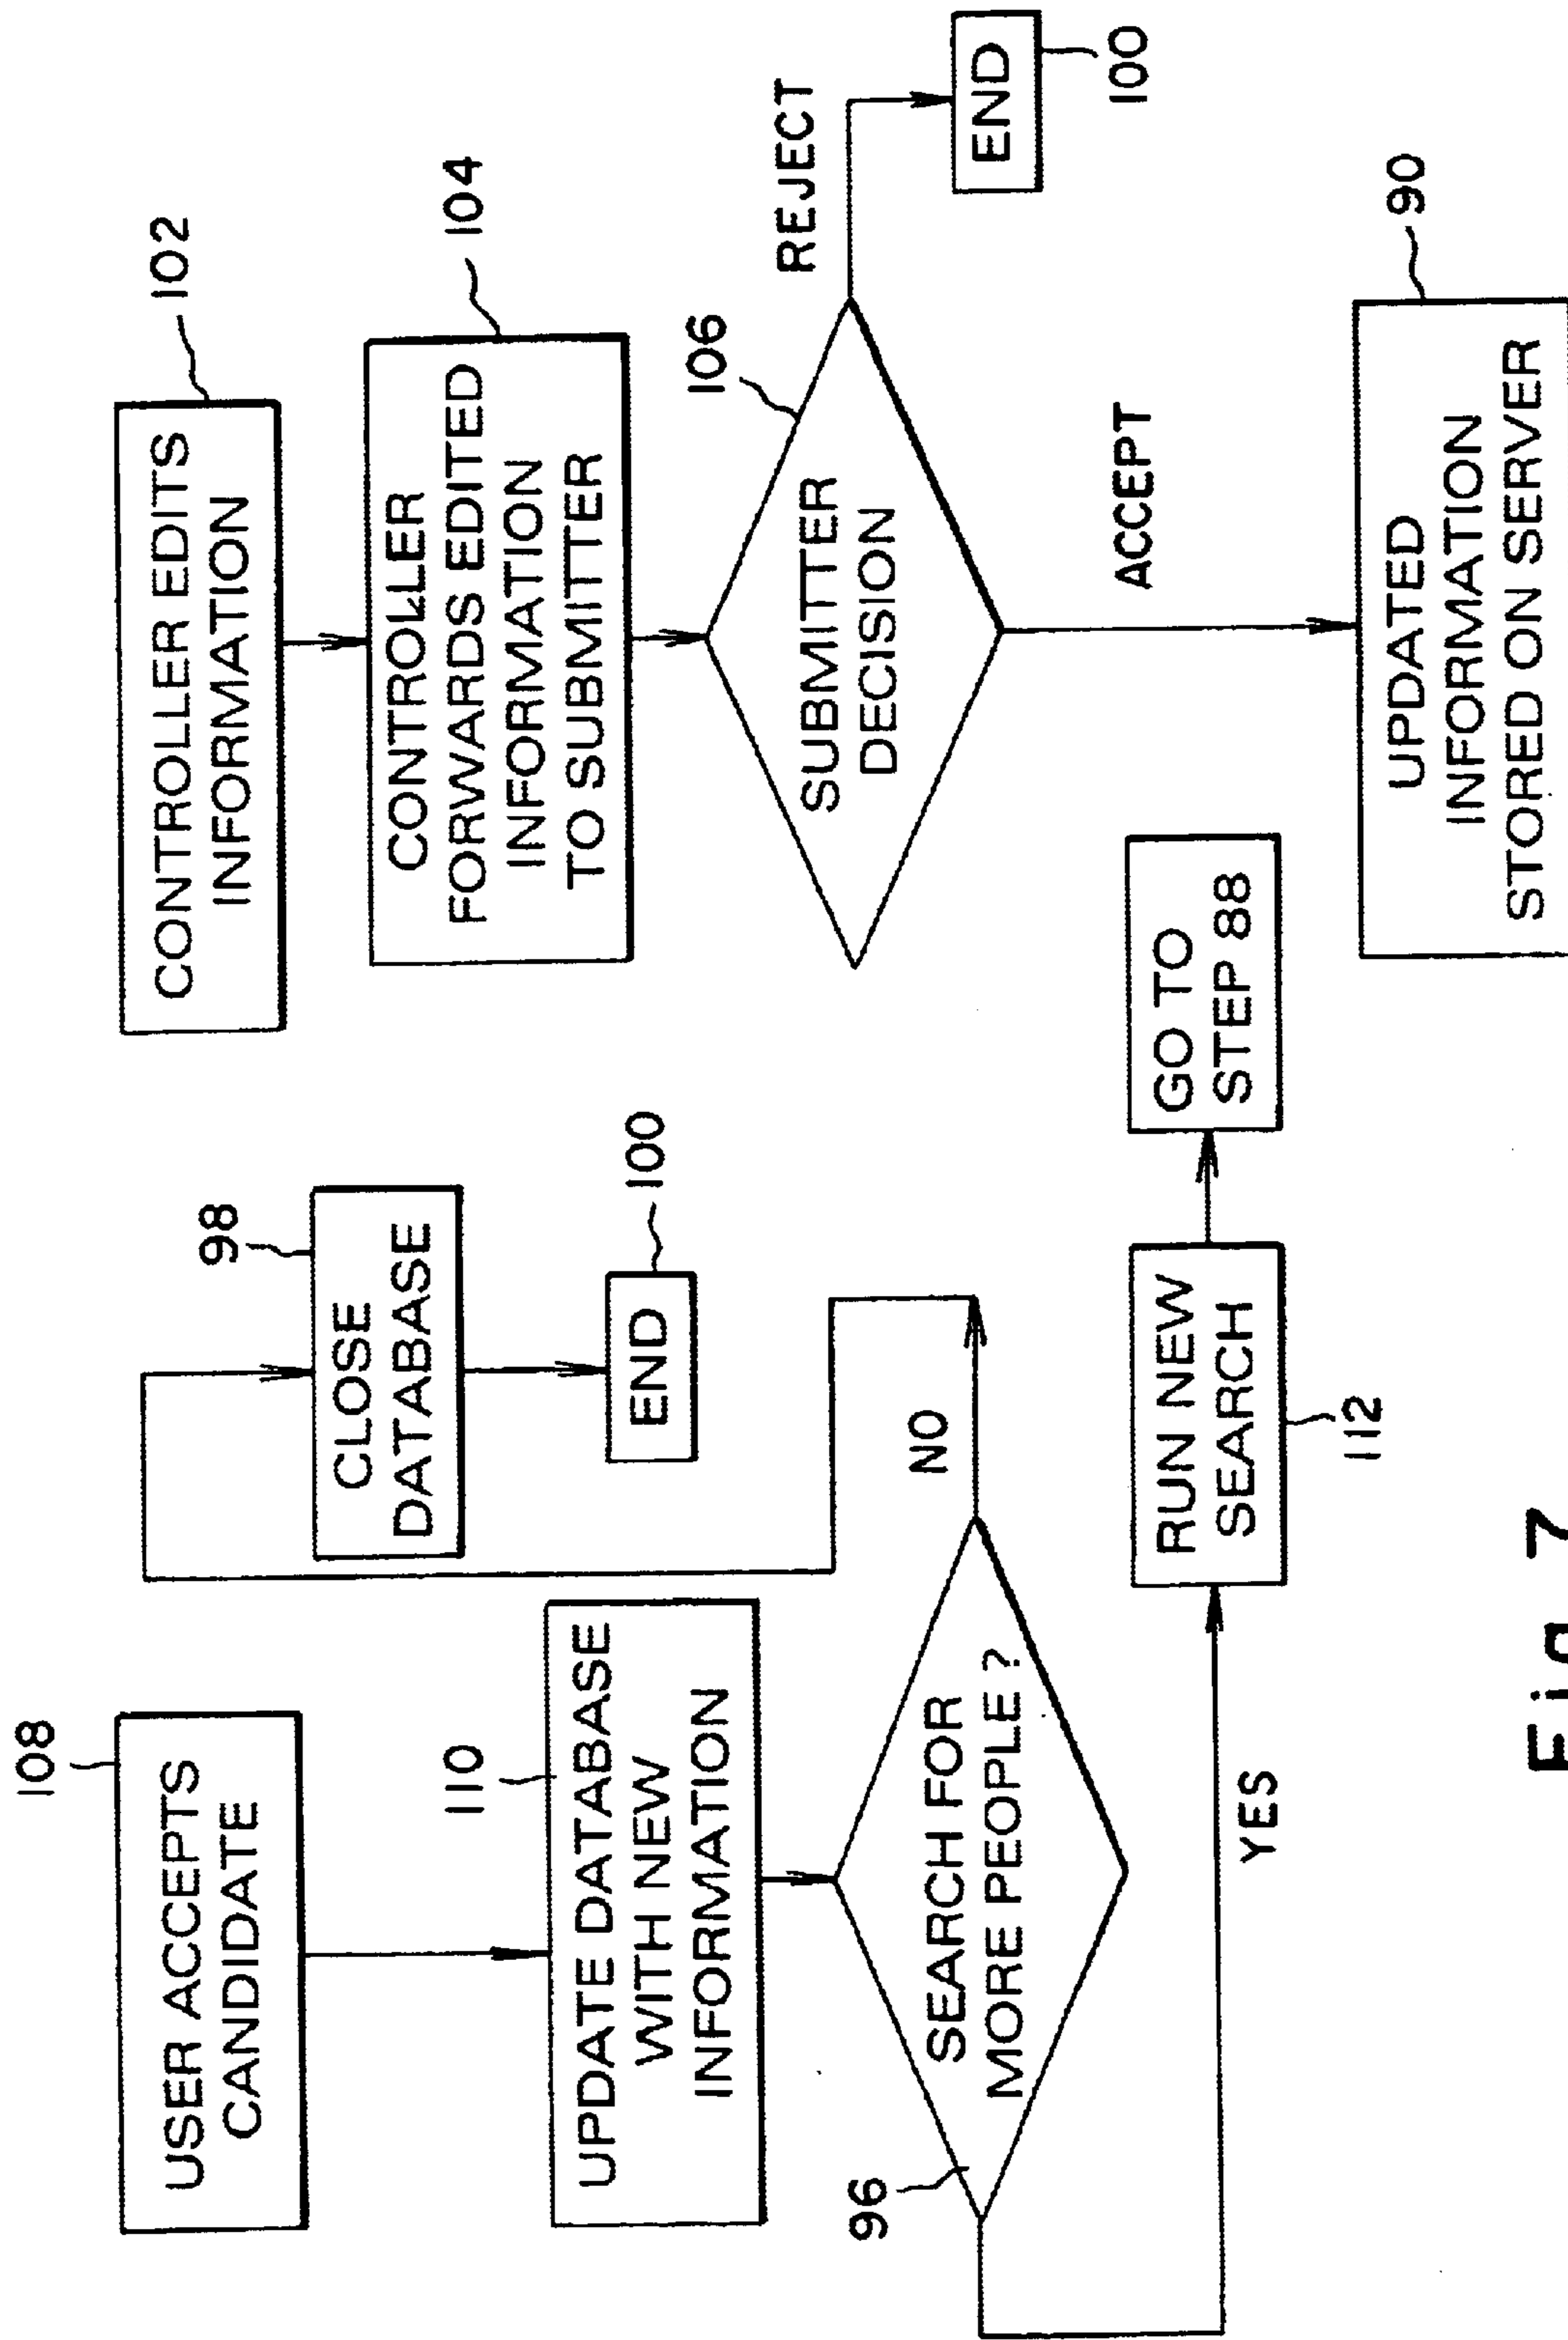 108
USER ACCEPTS
CANDIDATE
110
UPDATE DATABASE
WITH NEW
INFORMATION
96
SEARCH FOR
MORE PEOPLE ?
NO
YES
98
CLOSE
DATABASE
END
100
RUN NEW
SEARCH
112
GO TO
STEP 88
CONTROLLER EDITS
INFORMATION
102
CONTROLLER
FORWARDS EDITED
INFORMATION
TO SUBMITTER
104
106
SUBMITTER
DECISION
REJECT
END
100
ACCEPT
UPDATED
INFORMATION
STORED ON SERVER
90
Fig 7